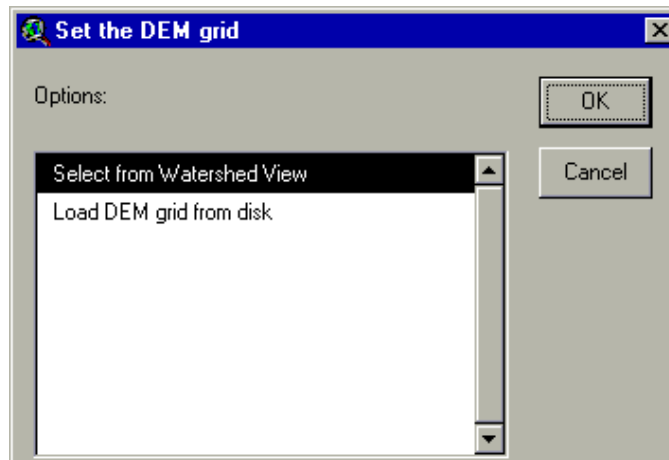 Set the DEM grid
Options:
OK
Select from Watershed View
Cancel
Load DEM grid from disk